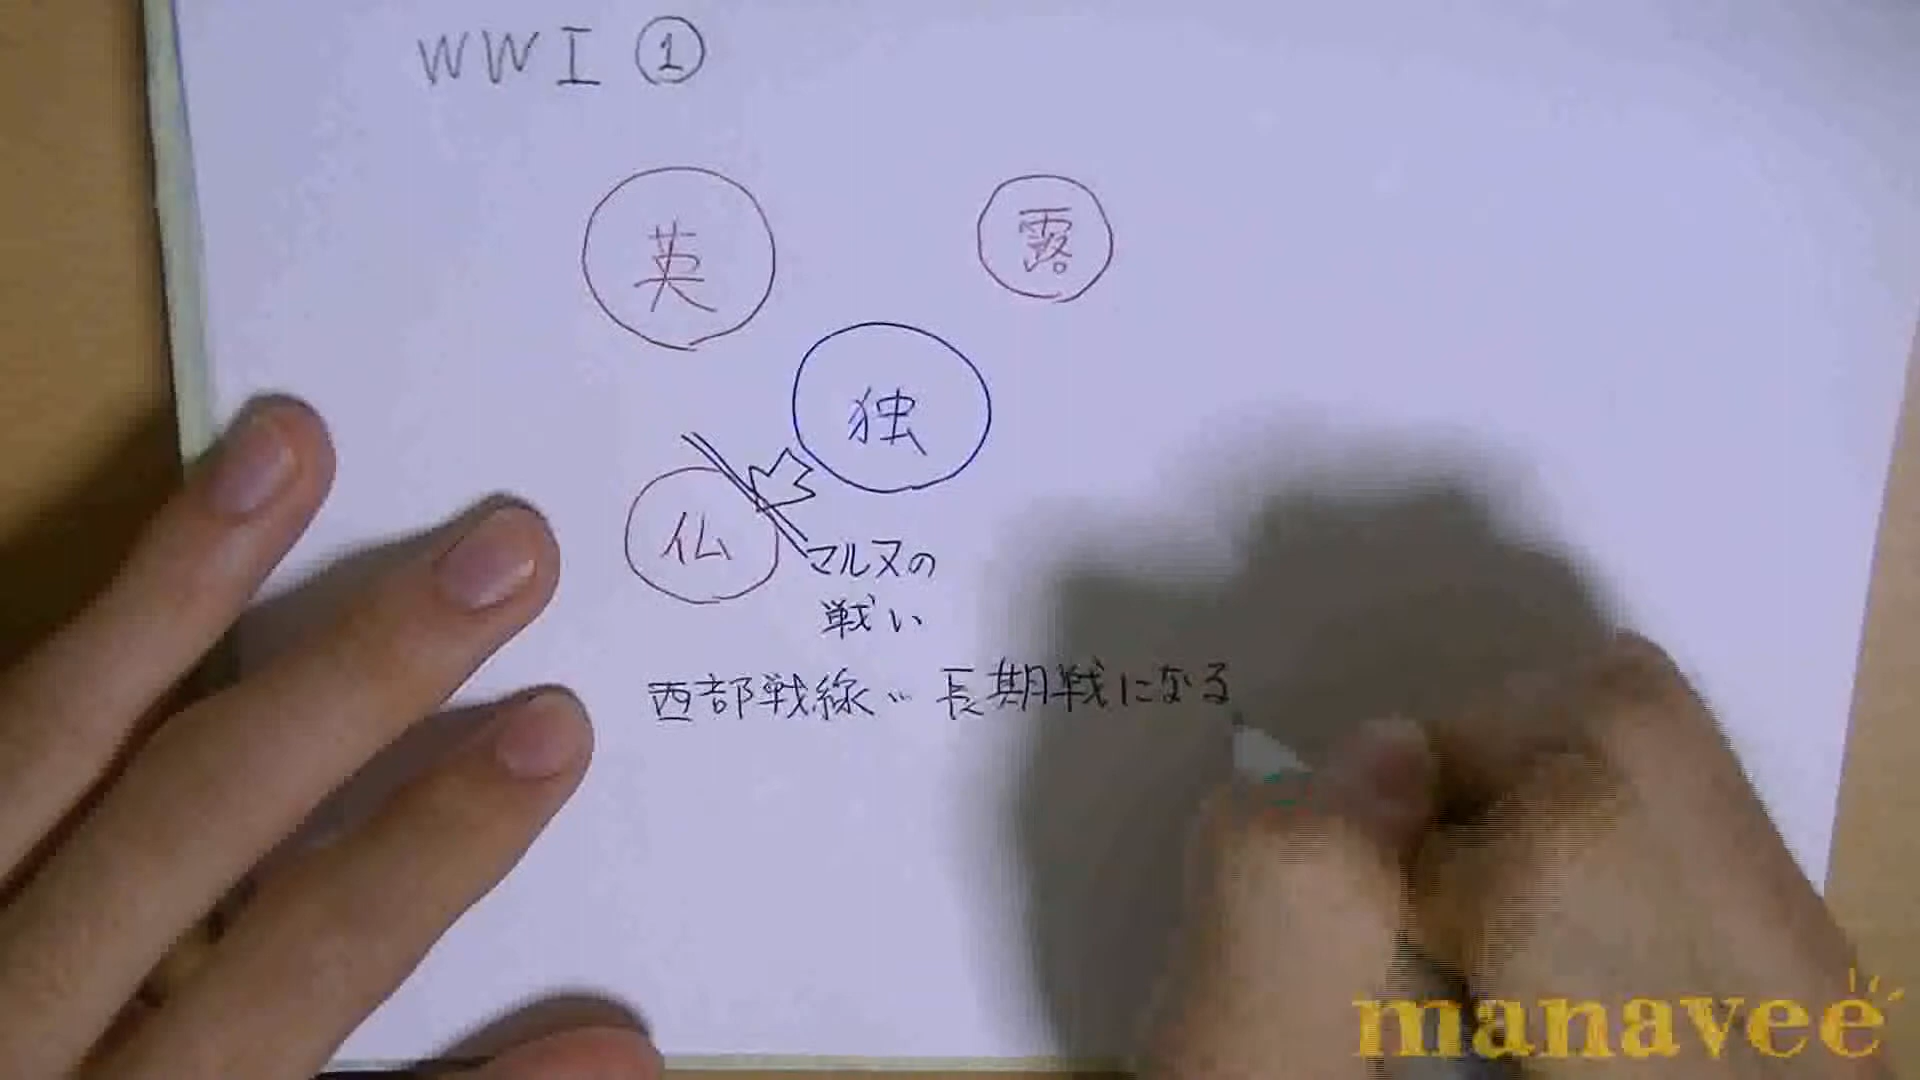 WWI ①
英
露
独
仏
マルヌの
戦い
西部戦線… 長期戦になる
manavee